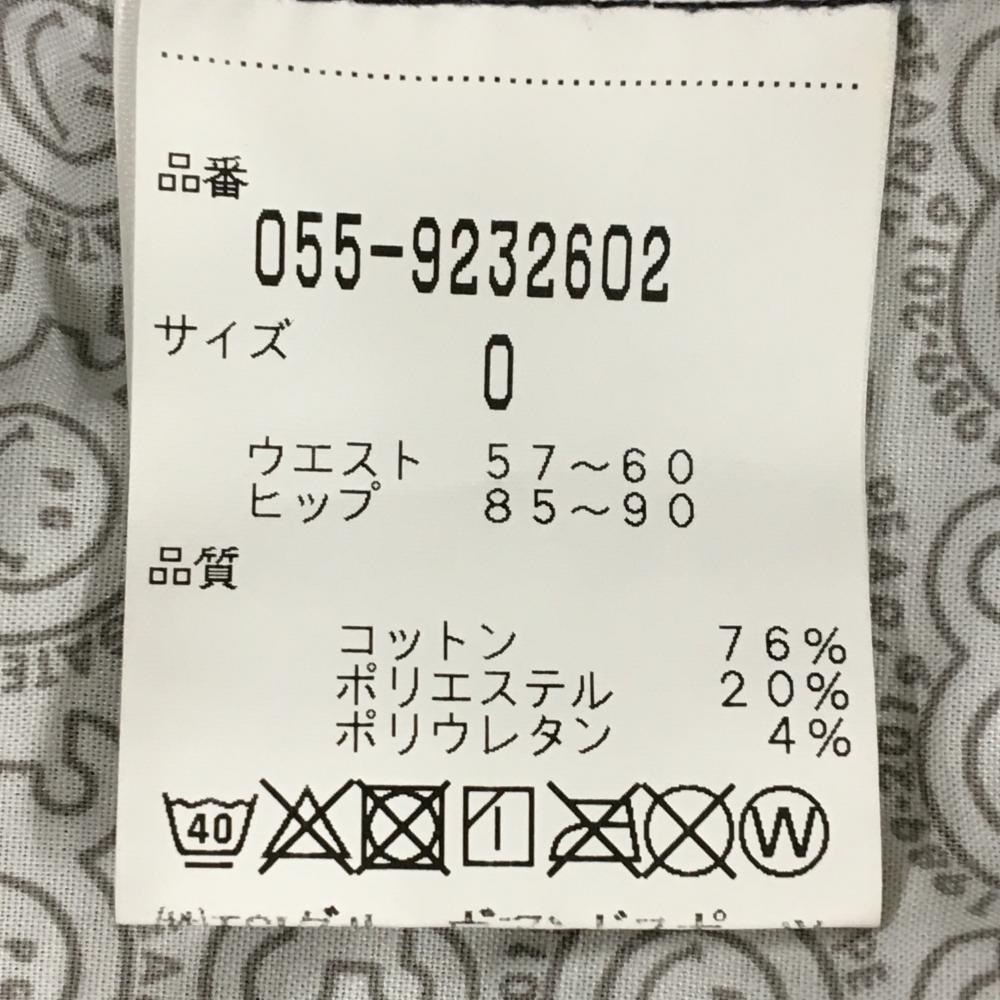 品番
055-9232602
サイズ
0
ウエスト 57~60
ヒップ 85~90
品質
コットン 76%
ポリエステル 20%
ポリウレタン 4%
40
W